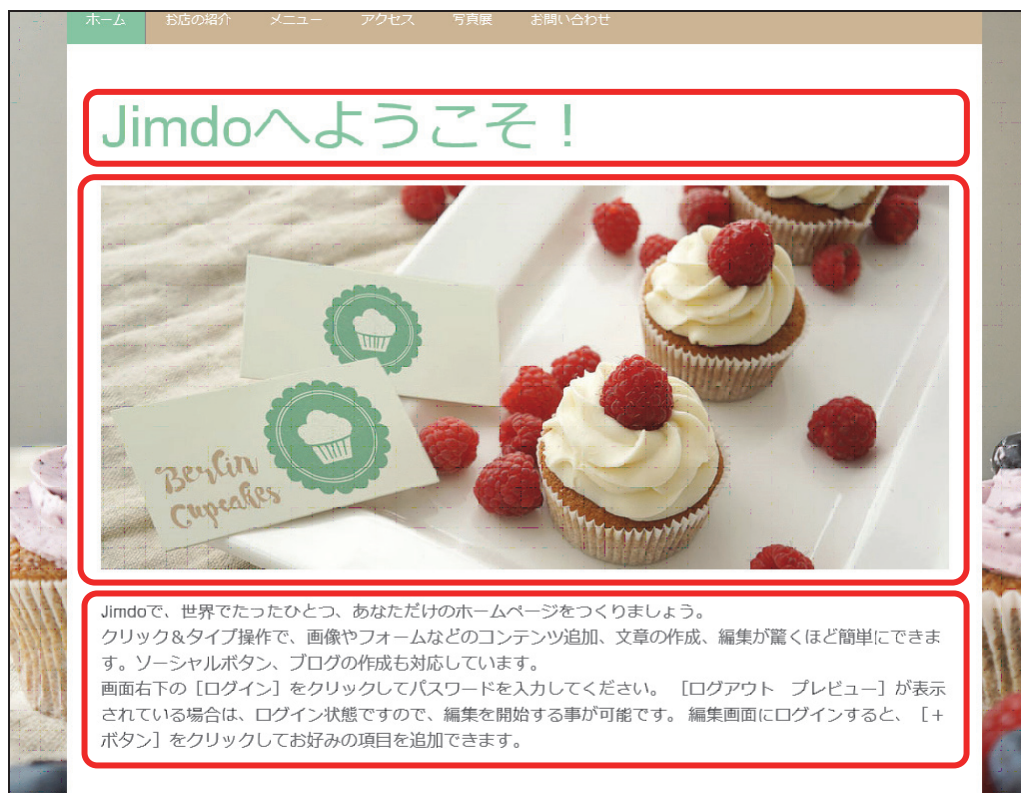 ホーム お店の紹介 メニュー アクセス 写真展 お問い合わせ
Jimdoへようこそ！
Berlin
Cupcakes
Jimdoで、世界でたったひとつ、あなただけのホームページをつくりましょう。
クリック＆タイプ操作で、画像やフォームなどのコンテンツ追加、文章の作成、編集が驚くほど簡単にできま
す。ソーシャルボタン、ブログの作成も対応しています。
画面右下の［ログイン］をクリックしてパスワードを入力してください。 ［ログアウト　プレビュー］が表示
されている場合は、ログイン状態ですので、編集を開始する事が可能です。 編集画面にログインすると、［＋
ボタン］をクリックしてお好みの項目を追加できます。